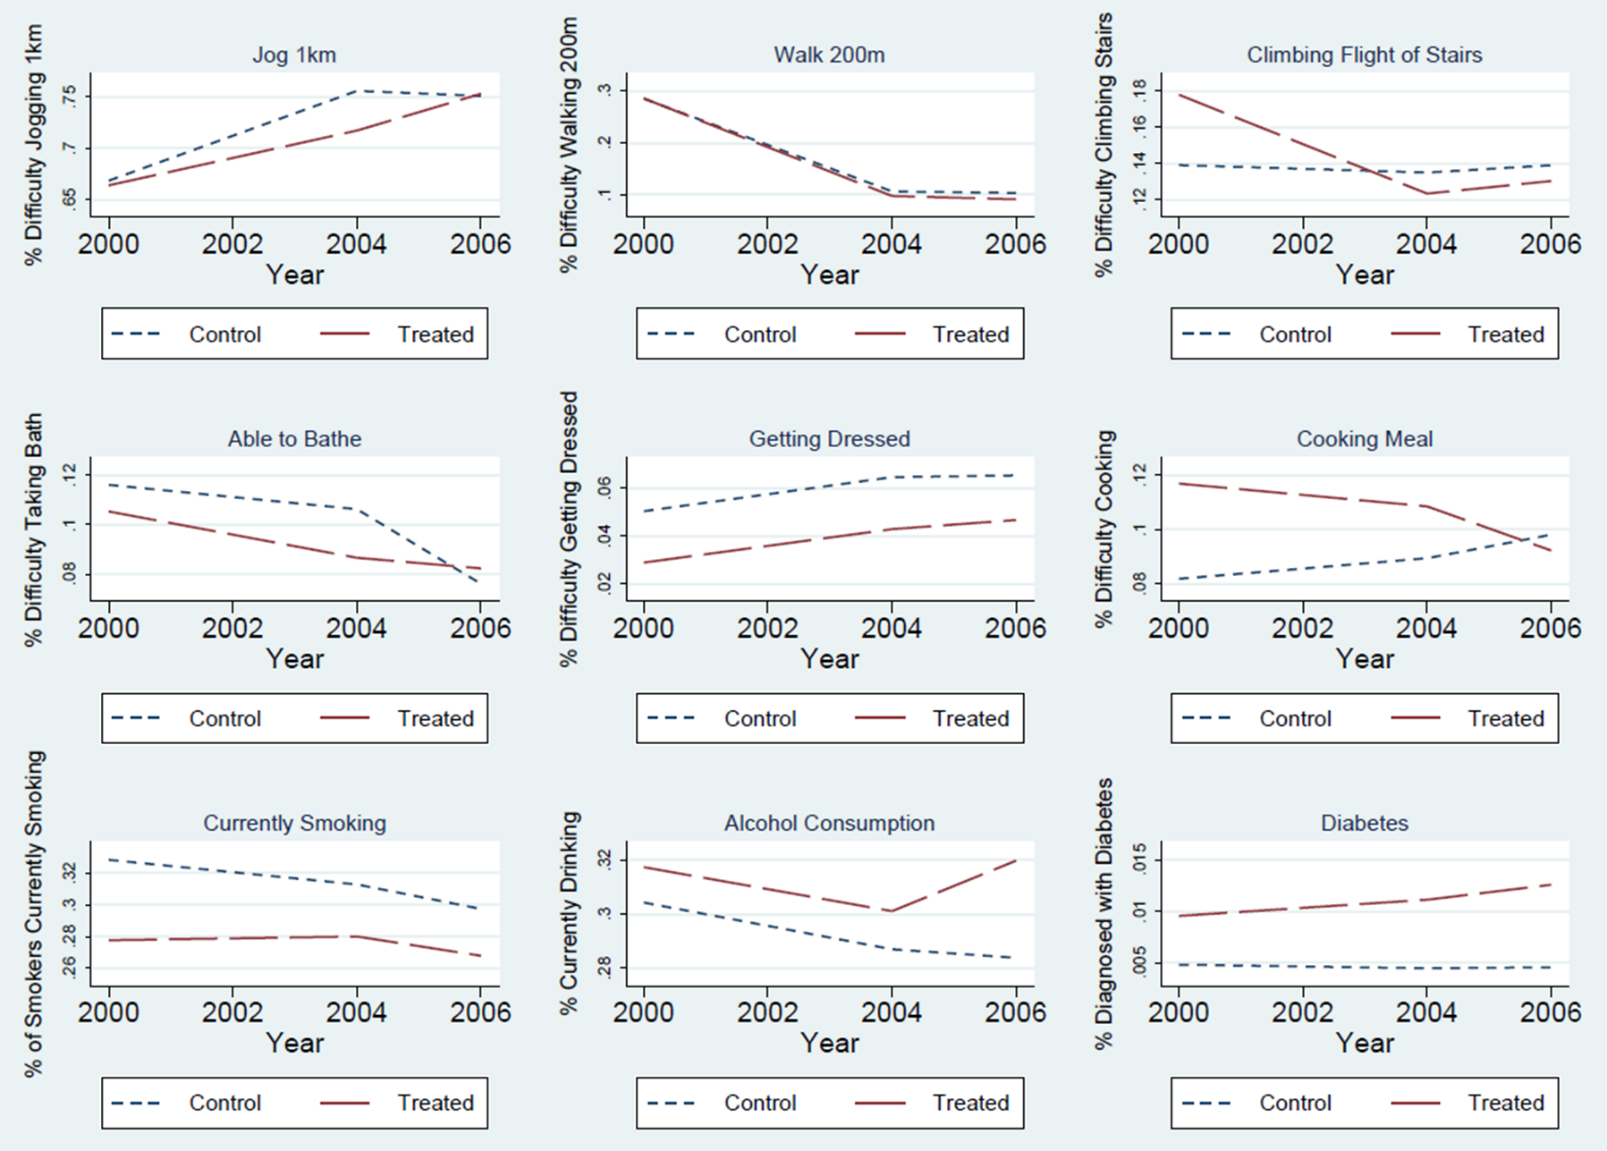 Jog 1km
% Difficulty Jogging 1km
.75
.7
.65
2000 2002 2004 2006
Year
Control Treated
Walk 200m
% Difficulty Walking 200m
.3
.2
.1
2000 2002 2004 2006
Year
Control Treated
Climbing Flight of Stairs
% Difficulty Climbing Stairs
.18
.16
.14
.12
2000 2002 2004 2006
Year
Control Treated
Able to Bathe
% Difficulty Taking Bath
.12
.1
.08
2000 2002 2004 2006
Year
Control Treated
Getting Dressed
% Difficulty Getting Dressed
.06
.04
.02
2000 2002 2004 2006
Year
Control Treated
Cooking Meal
% Difficulty Cooking
.12
.1
.08
2000 2002 2004 2006
Year
Control Treated
Currently Smoking
% of Smokers Currently Smoking
.32
.3
.28
.26
2000 2002 2004 2006
Year
Control Treated
Alcohol Consumption
% Currently Drinking
.32
.3
.28
2000 2002 2004 2006
Year
Control Treated
Diabetes
% Diagnosed with Diabetes
.015
.01
.005
2000 2002 2004 2006
Year
Control Treated